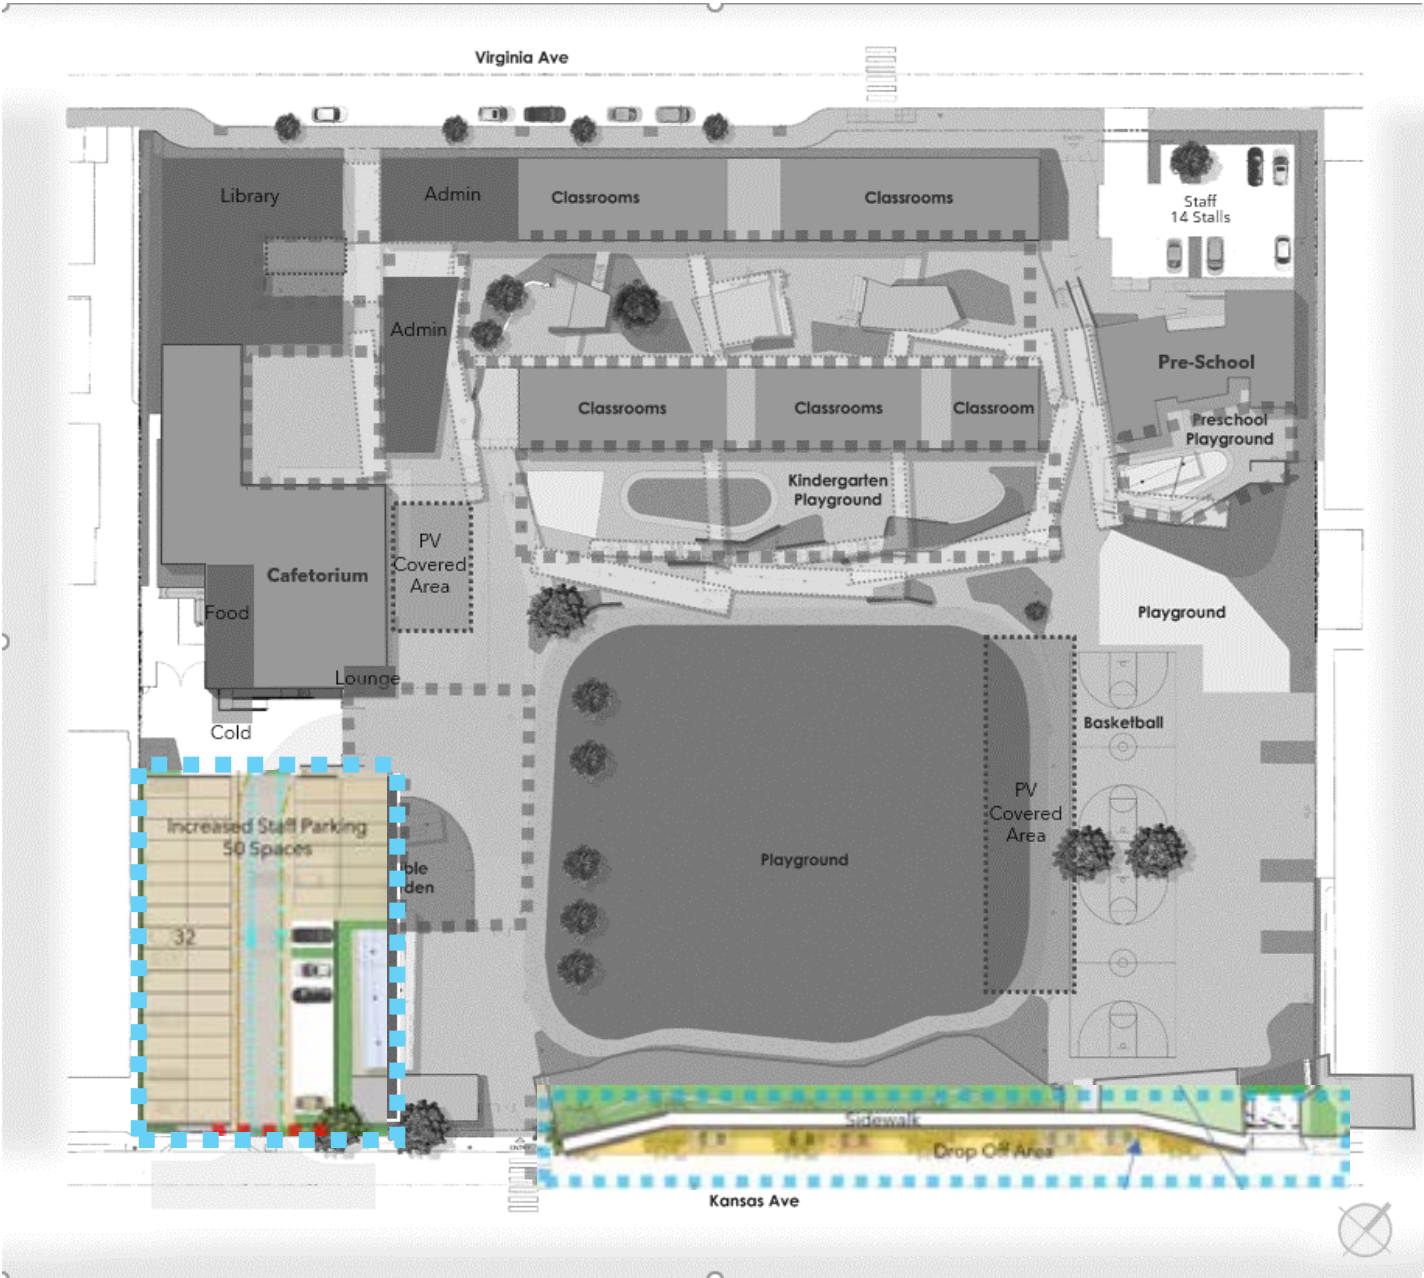 Virginia Ave
Library
Admin
Classrooms
Classrooms
Staff
14 Stalls
Admin
Pre-School
Classrooms
Classrooms
Classroom
Preschool
Playground
Kindergarten
Playground
PV
Covered
Area
Cafetorium
Food
Playground
Lounge
Cold
Basketball
PV
Covered
Area
Increased Staff Parking
50 Spaces
Playground
ble
den
32
Sidewalk
Drop Off Area
Kansas Ave